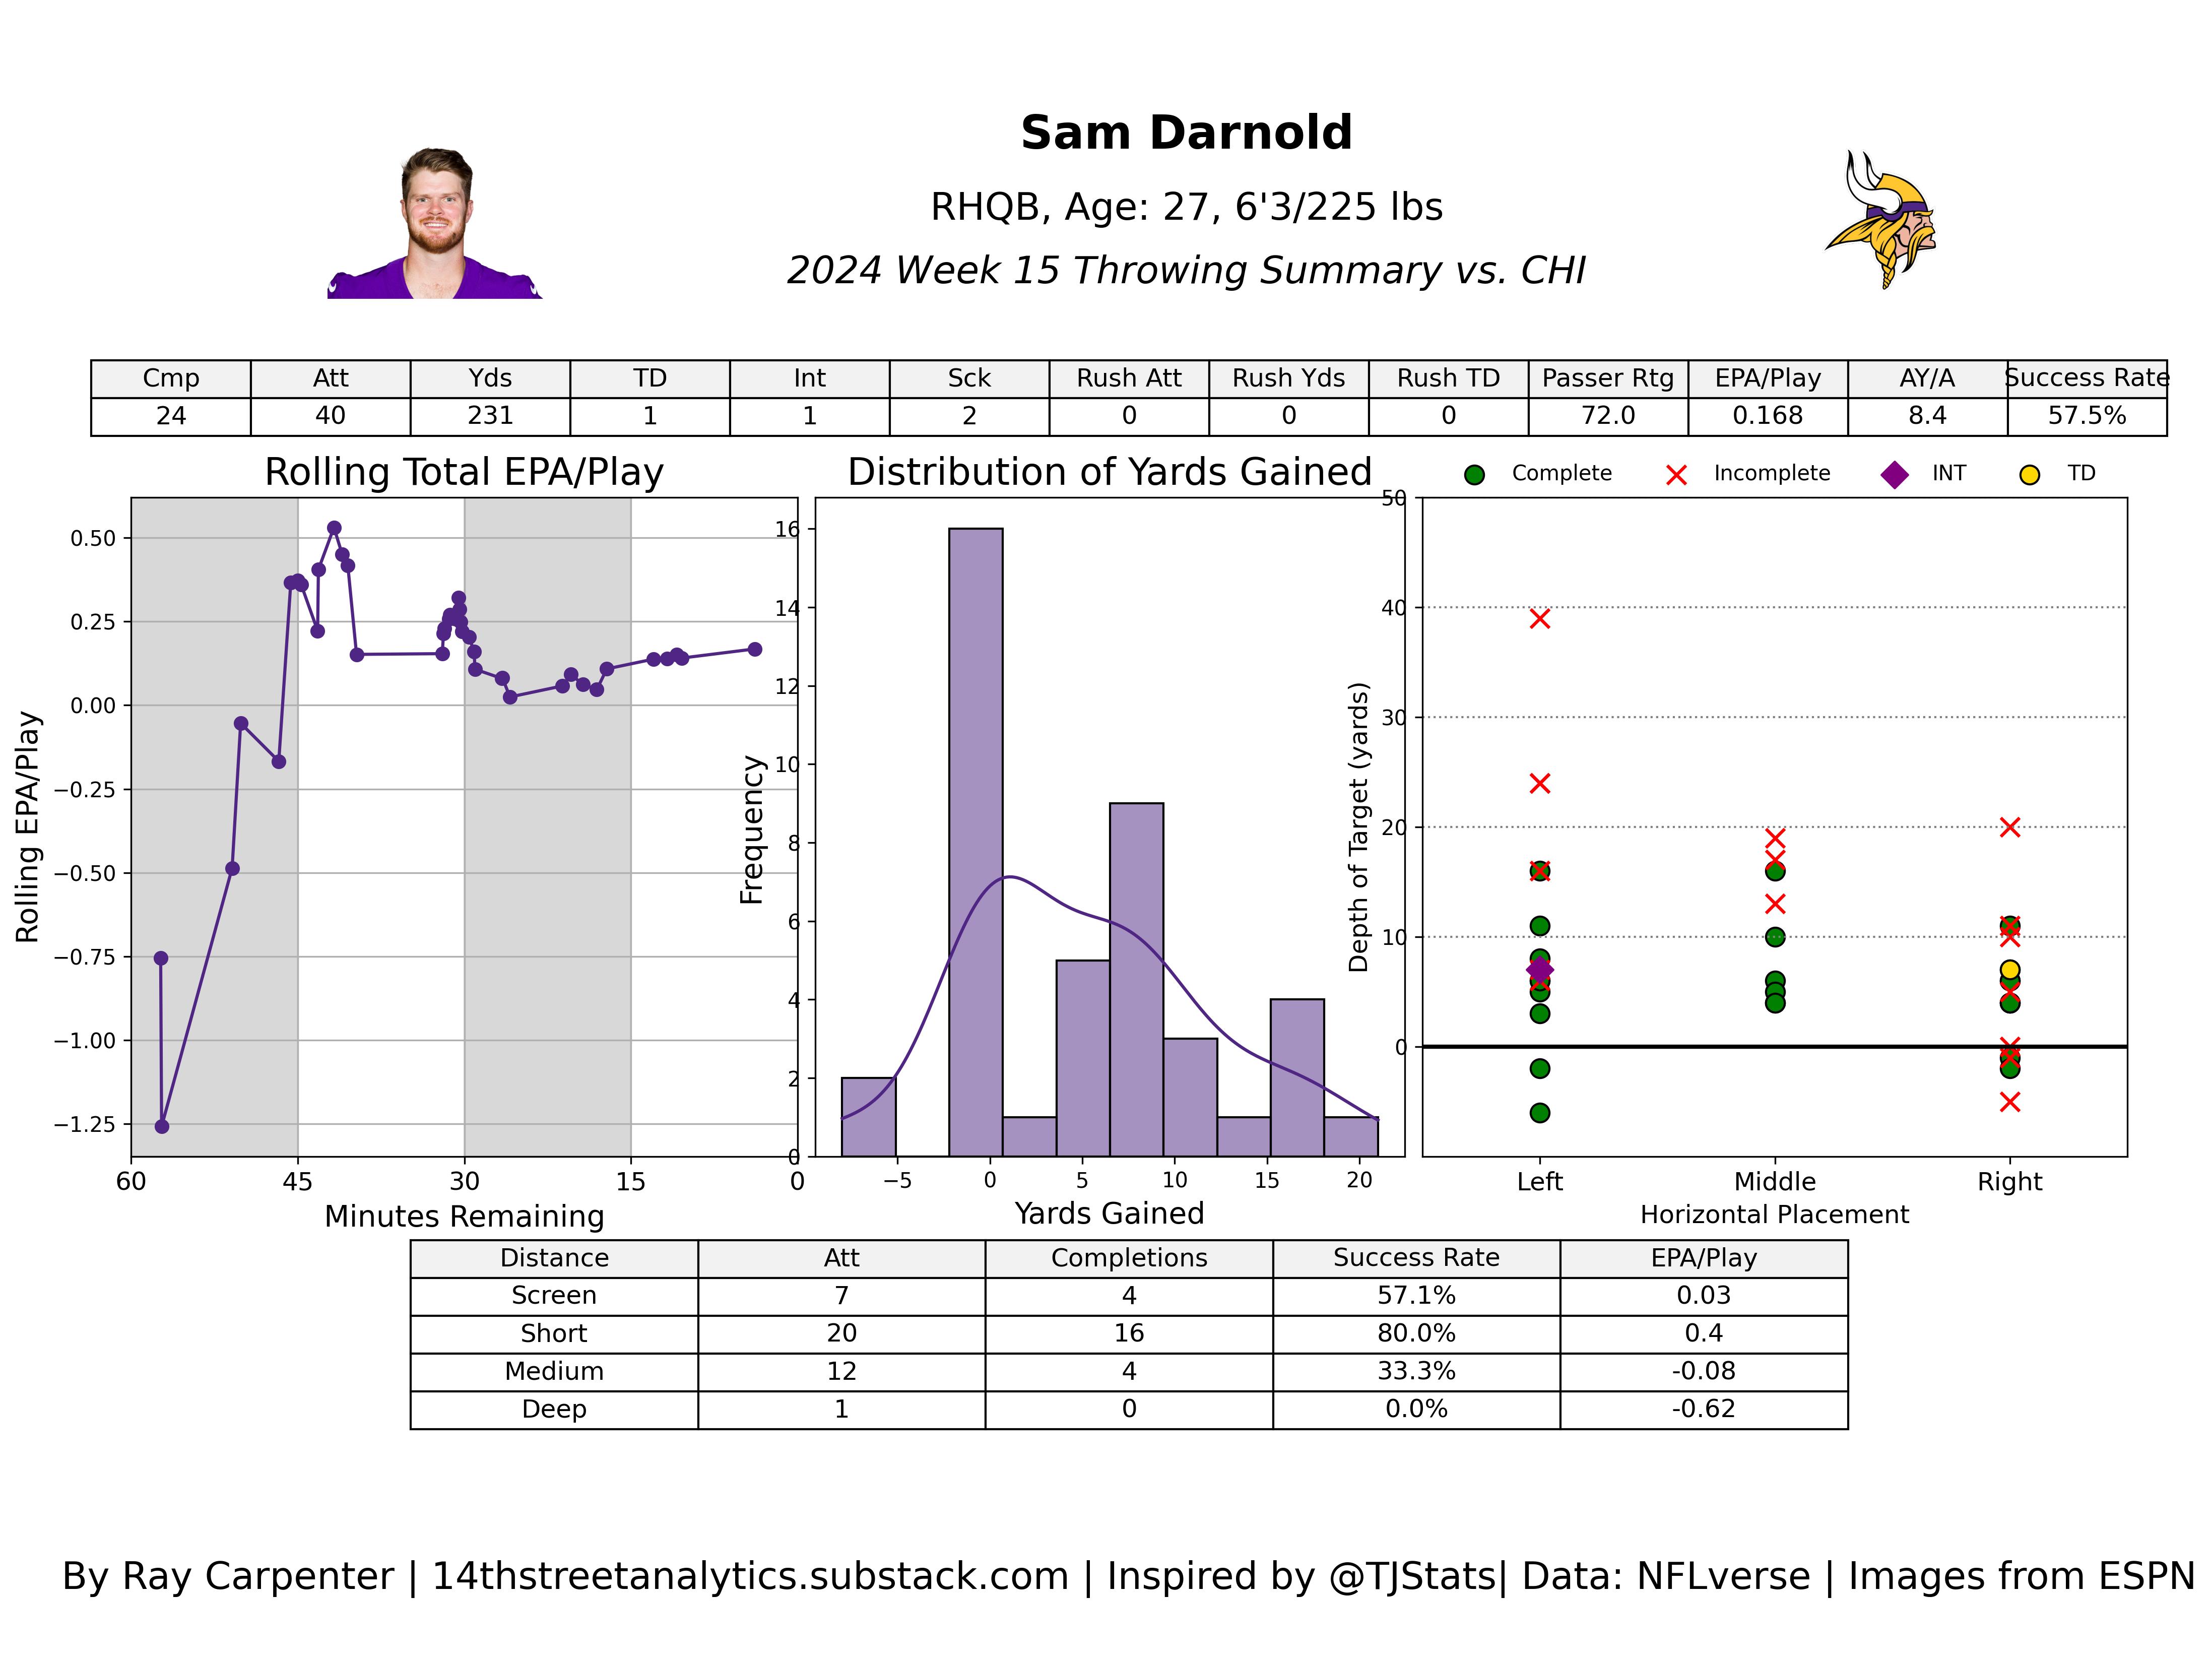 Sam Darnold
RHQB, Age: 27, 6'3/225 lbs
2024 Week 15 Throwing Summary vs. CHI
Cmp Att Yds TD Int Sck Rush Att Rush Yds Rush TD Passer Rtg EPA/Play AY/A Success Rate
24 40 231 1 1 2 0 0 0 72.0 0.168 8.4 57.5%
Rolling Total EPA/Play
0.50
0.25
0.00
−0.25
−0.50
−0.75
−1.00
−1.25
Rolling EPA/Play
60 45 30 15 0
Minutes Remaining
Distribution of Yards Gained
16
14
12
10
8
6
4
2
0
Frequency
−5 0 5 10 15 20
Yards Gained
Complete Incomplete INT TD
50
40
30
20
10
0
Depth of Target (yards)
Left Middle Right
Horizontal Placement
Distance Att Completions Success Rate EPA/Play
Screen 7 4 57.1% 0.03
Short 20 16 80.0% 0.4
Medium 12 4 33.3% -0.08
Deep 1 0 0.0% -0.62
By Ray Carpenter | 14thstreetanalytics.substack.com | Inspired by @TJStats| Data: NFLverse | Images from ESPN